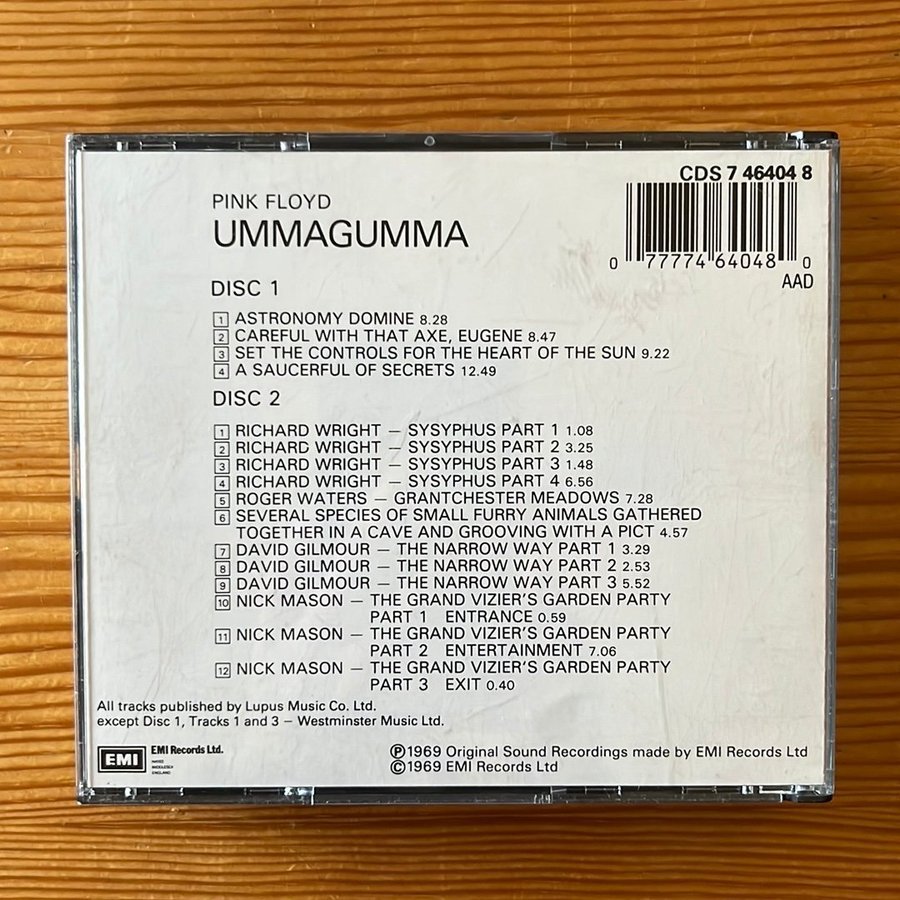 CDS 7 46404 8
0 77774 64048 0
AAD
PINK FLOYD
UMMAGUMMA
DISC 1
1 ASTRONOMY DOMINE 8.28
2 CAREFUL WITH THAT AXE, EUGENE 8.47
3 SET THE CONTROLS FOR THE HEART OF THE SUN 9.22
4 A SAUCERFUL OF SECRETS 12.49
DISC 2
1 RICHARD WRIGHT – SYSYPHUS PART 1 1.08
2 RICHARD WRIGHT – SYSYPHUS PART 2 3.25
3 RICHARD WRIGHT – SYSYPHUS PART 3 1.48
4 RICHARD WRIGHT – SYSYPHUS PART 4 6.56
5 ROGER WATERS – GRANTCHESTER MEADOWS 7.28
6 SEVERAL SPECIES OF SMALL FURRY ANIMALS GATHERED
TOGETHER IN A CAVE AND GROOVING WITH A PICT 4.57
7 DAVID GILMOUR – THE NARROW WAY PART 1 3.29
8 DAVID GILMOUR – THE NARROW WAY PART 2 2.53
9 DAVID GILMOUR – THE NARROW WAY PART 3 5.52
10 NICK MASON – THE GRAND VIZIER'S GARDEN PARTY
PART 1 ENTRANCE 0.59
11 NICK MASON – THE GRAND VIZIER'S GARDEN PARTY
PART 2 ENTERTAINMENT 7.06
12 NICK MASON – THE GRAND VIZIER'S GARDEN PARTY
PART 3 EXIT 0.40
All tracks published by Lupus Music Co. Ltd.
except Disc 1, Tracks 1 and 3 – Westminster Music Ltd.
EMI
EMI Records Ltd.
HAYES
MIDDLESEX
ENGLAND
℗1969 Original Sound Recordings made by EMI Records Ltd
©1969 EMI Records Ltd